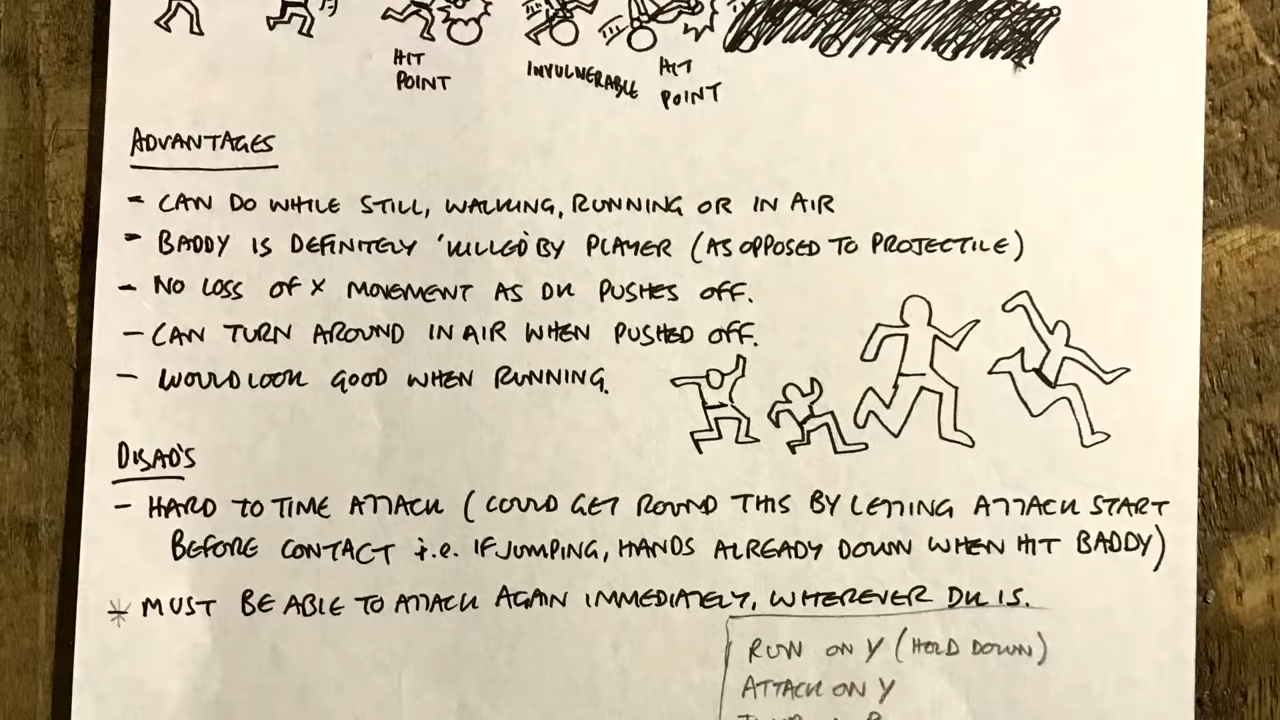 HIT
POINT
INVULNERABLE
HIT
POINT
ADVANTAGES
- CAN DO WHILE STILL, WALKING, RUNNING OR IN AIR
- BADDY IS DEFINITELY 'KILLED' BY PLAYER (AS OPPOSED TO PROJECTILE)
- NO LOSS OF X MOVEMENT AS DK PUSHES OFF.
- CAN TURN AROUND IN AIR WHEN PUSHED OFF.
- WOULD LOOK GOOD WHEN RUNNING.
DISAD'S
- HARD TO TIME ATTACK (COULD GET ROUND THIS BY LETTING ATTACK START
BEFORE CONTACT i.e. IF JUMPING, HANDS ALREADY DOWN WHEN HIT BADDY)
* MUST BE ABLE TO ATTACK AGAIN IMMEDIATELY, WHEREVER DK IS.
RUN ON Y (HOLD DOWN)
ATTACK ON Y